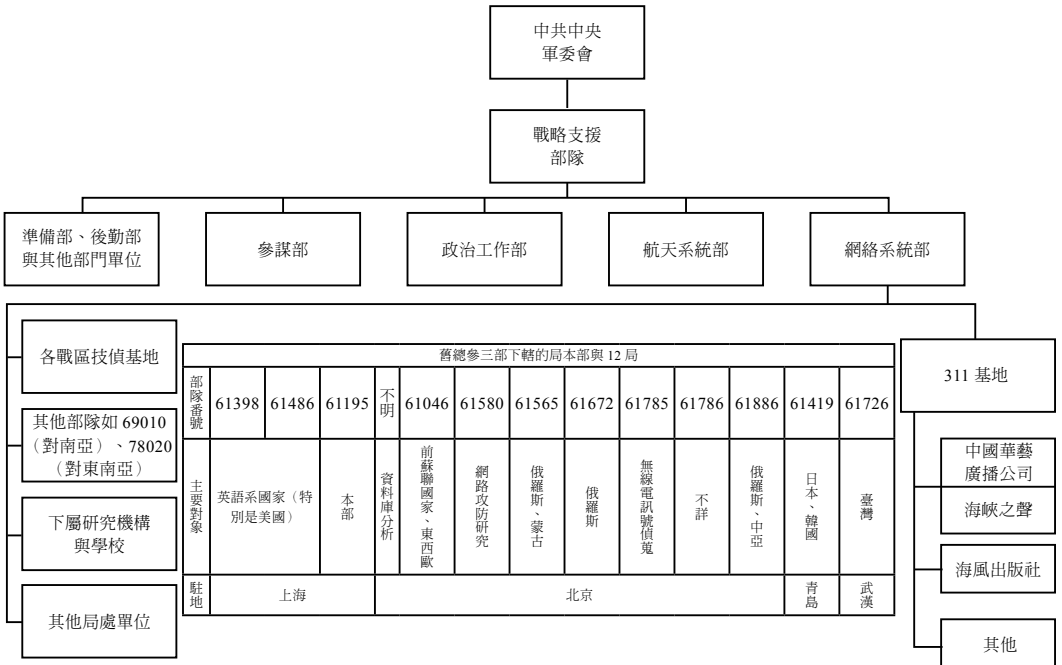 中共中央
軍委會
戰略支援
部隊
準備部、後勤部
與其他部門單位
參謀部
政治工作部
航天系統部
網絡系統部
各戰區技偵基地
其他部隊如 69010
（對南亞）、78020
（對東南亞）
下屬研究機構
與學校
其他局處單位
舊總參三部下轄的局本部與 12 局
部隊番號
61398
61486
61195
不明
61046
61580
61565
61672
61785
61786
61886
61419
61726
主要對象
英語系國家（特
別是美國）
本部
資料庫分析
前蘇聯國家、東西歐
網路攻防研究
俄羅斯、蒙古
俄羅斯
無線電訊號偵蒐
不詳
俄羅斯、中亞
日本、韓國
臺灣
駐地
上海
北京
青島
武漢
311 基地
中國華藝
廣播公司
海峽之聲
海風出版社
其他